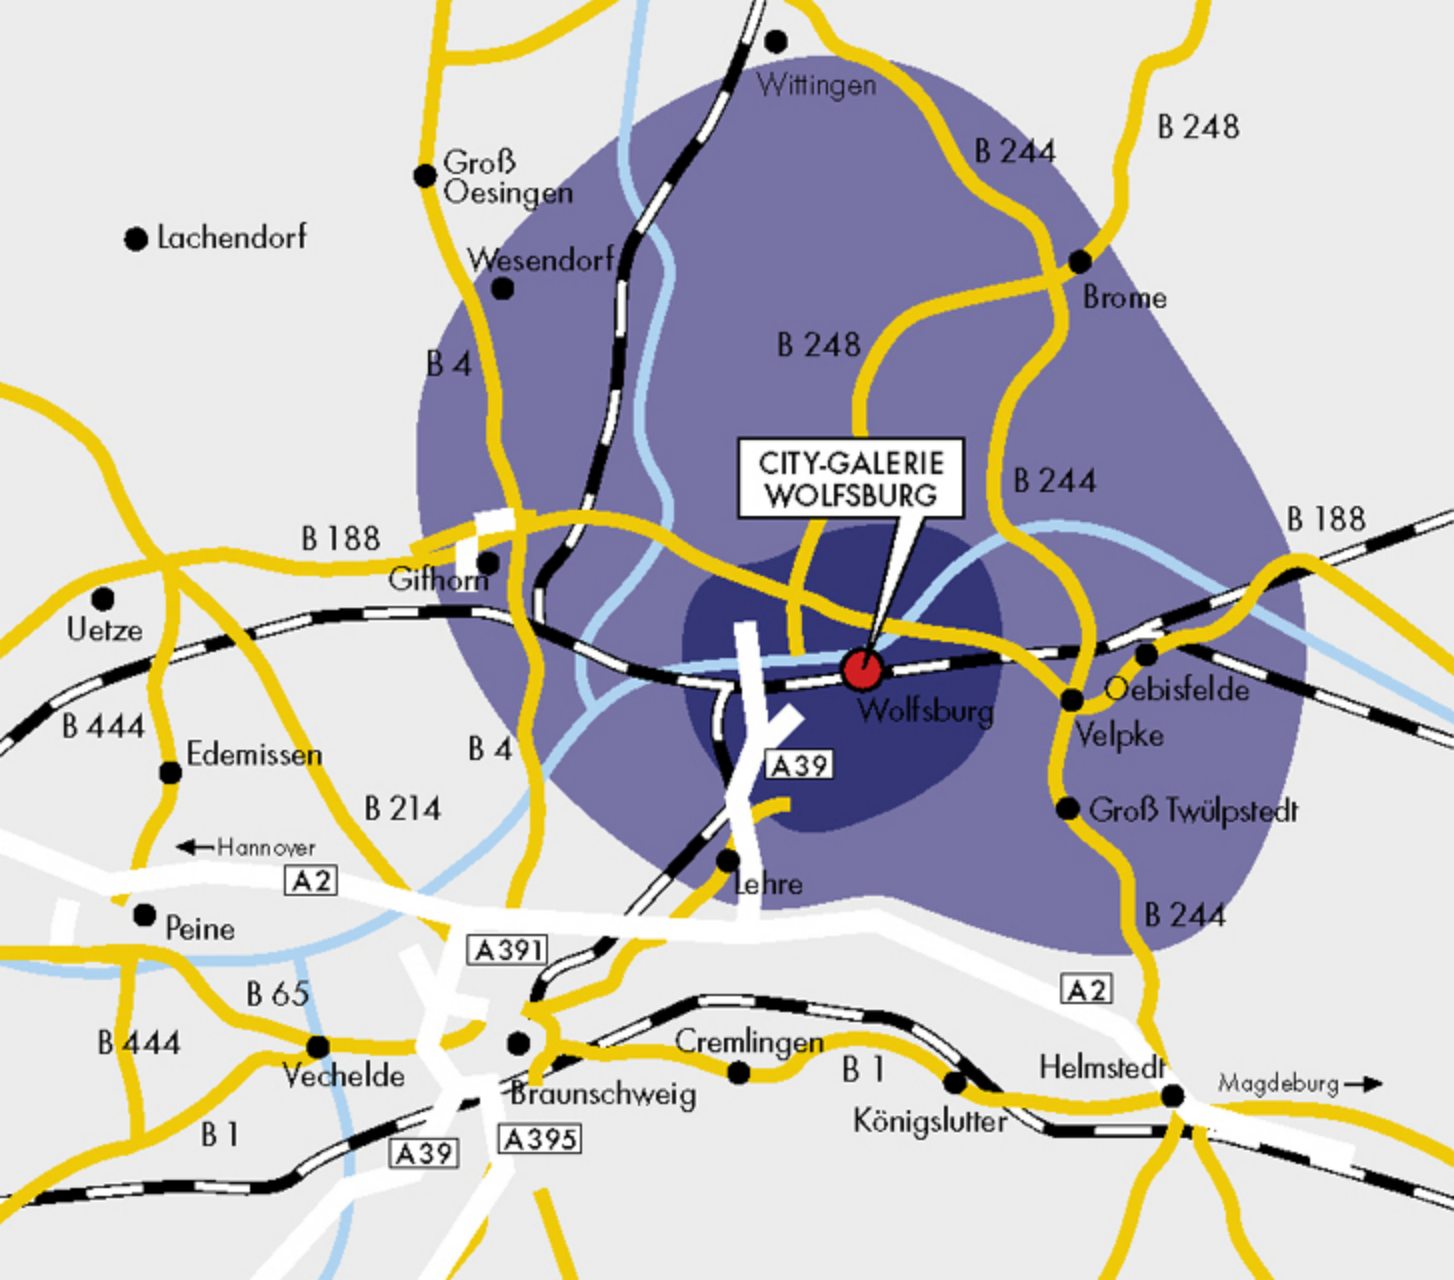 Wittingen
B 248
B 244
Groß
Oesingen
Lachendorf
Wesendorf
Brome
B 248
B 4
CITY-GALERIE
WOLFSBURG
B 244
B 188
B 188
Gifhorn
Uetze
Oebisfelde
Wolfsburg
B 444
Velpke
B 4
Edemissen
A39
B 214
Groß Twülpstedt
Hannover
A2
Lehre
B 244
Peine
A391
B 65
A2
B 444
Cremlingen
Vechelde
B 1
Helmstedt
Magdeburg
Braunschweig
Königslutter
B 1
A39
A395